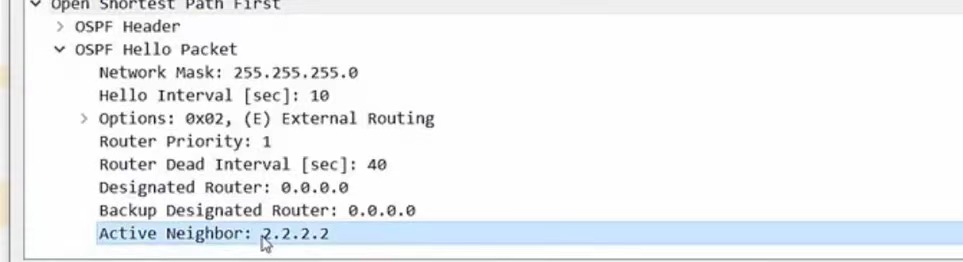 Open Shortest Path First
OSPF Header
OSPF Hello Packet
Network Mask: 255.255.255.0
Hello Interval [sec]: 10
Options: 0x02, (E) External Routing
Router Priority: 1
Router Dead Interval [sec]: 40
Designated Router: 0.0.0.0
Backup Designated Router: 0.0.0.0
Active Neighbor: 2.2.2.2